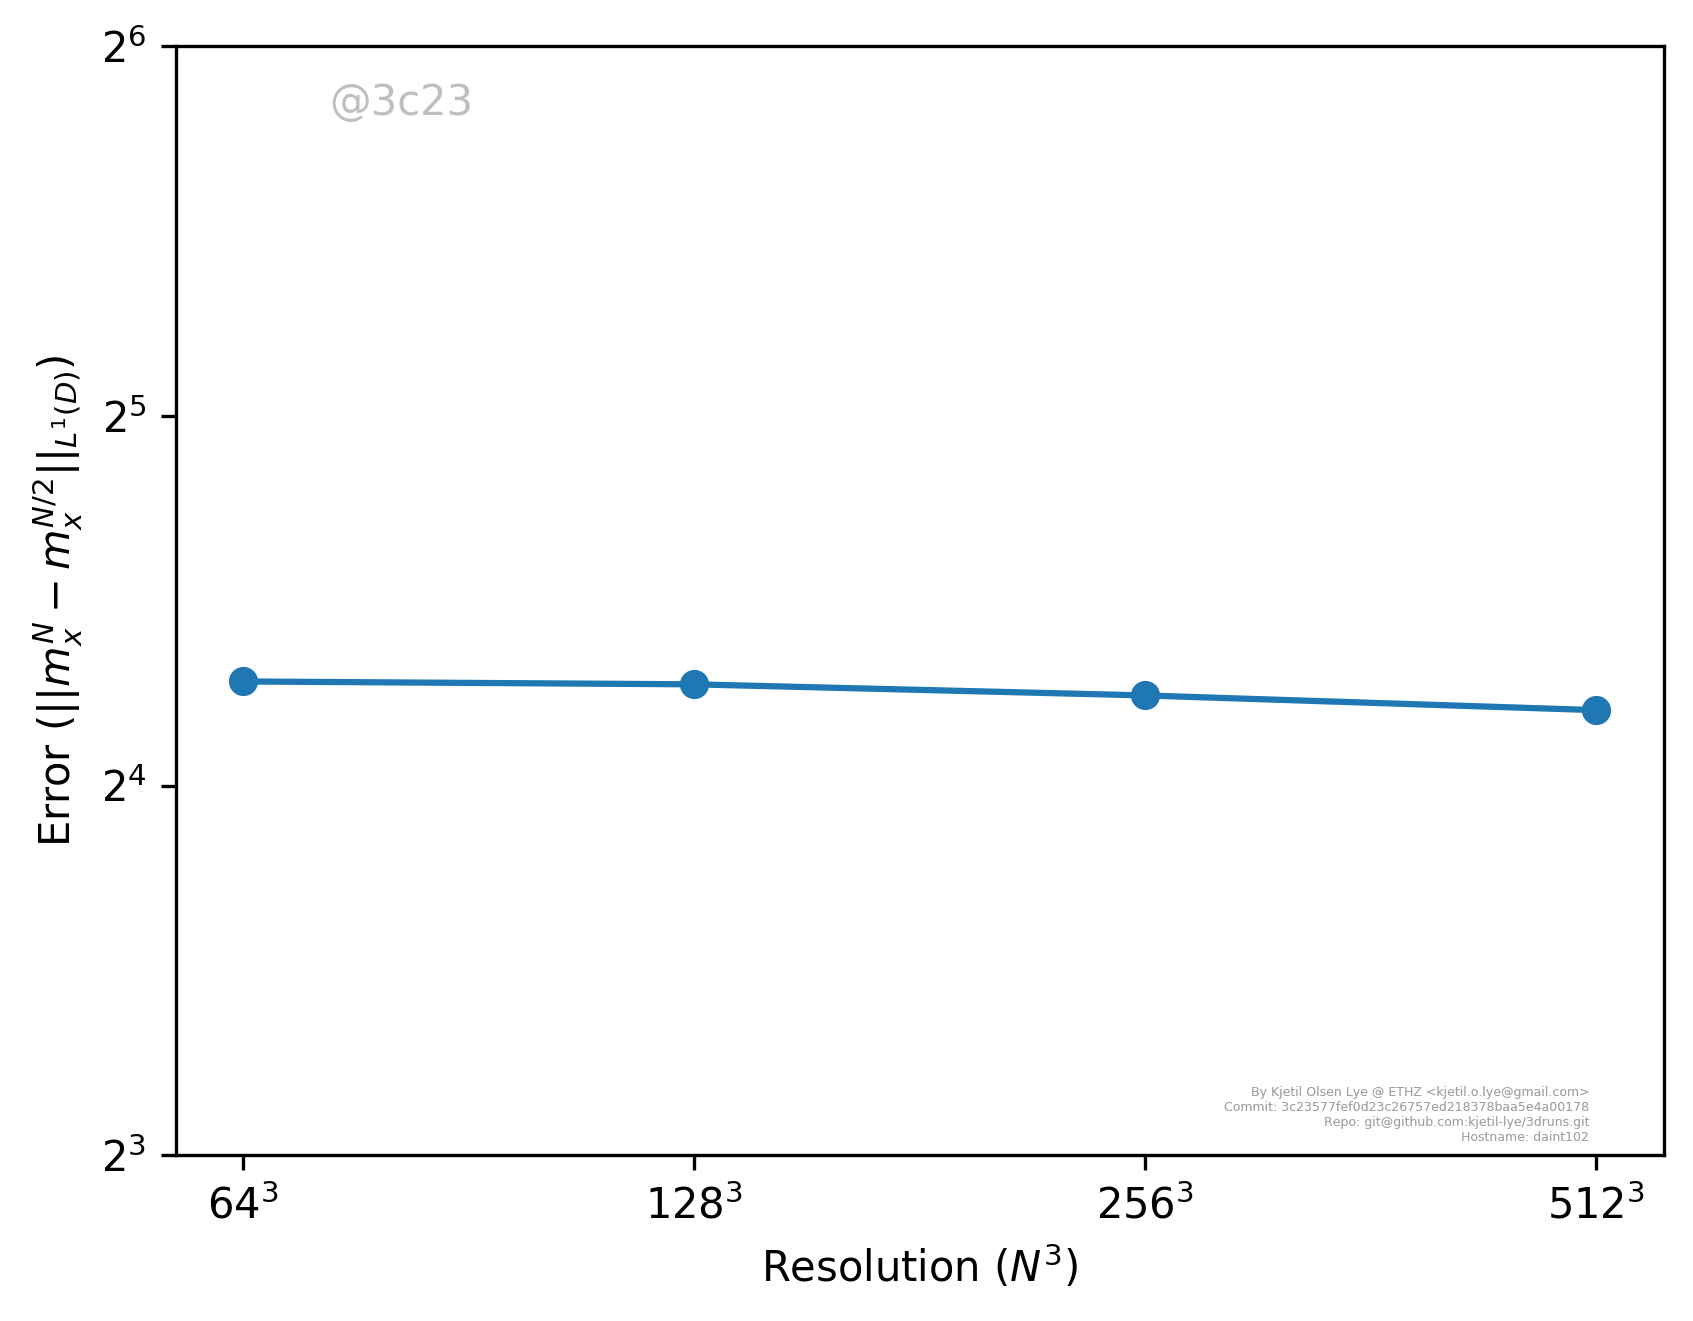 2^6
@3c23
2^5
2^4
2^3
Error (||m_x^N − m_x^{N/2}||_{L^1(D)})
By Kjetil Olsen Lye @ ETHZ <kjetil.o.lye@gmail.com>
Commit: 3c23577fef0d23c26757ed218378baa5e4a00178
Repo: git@github.com:kjetil-lye/3druns.git
Hostname: daint102
64^3 128^3 256^3 512^3
Resolution (N^3)